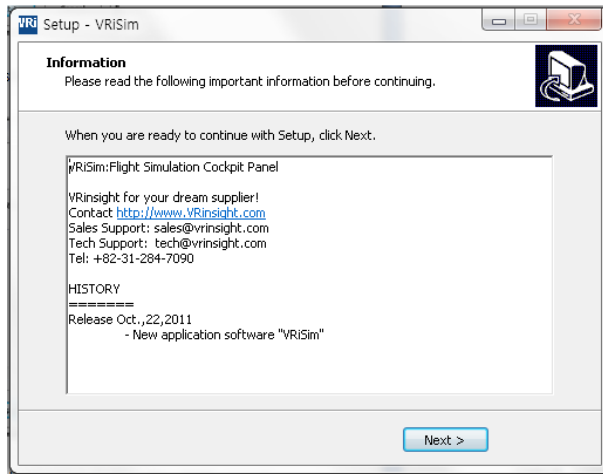 VRi Setup - VRiSim
Information
Please read the following important information before continuing.
When you are ready to continue with Setup, click Next.
VRiSim:Flight Simulation Cockpit Panel
VRinsight for your dream supplier!
Contact http://www.VRinsight.com
Sales Support: sales@vrinsight.com
Tech Support:  tech@vrinsight.com
Tel: +82-31-284-7090
HISTORY
=======
Release Oct.,22,2011
- New application software "VRiSim"
Next >